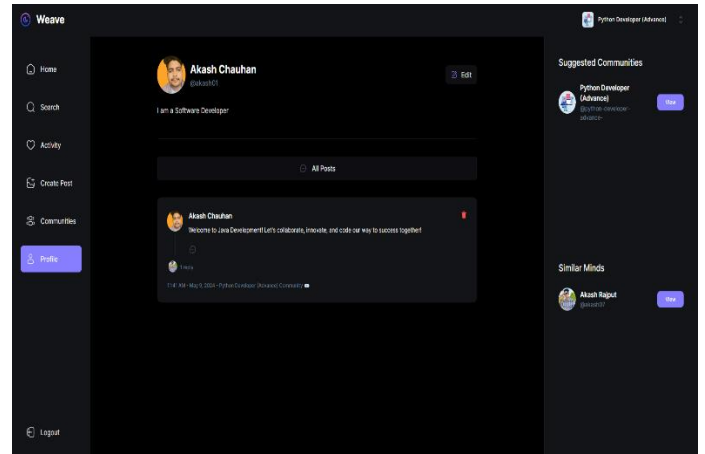 Weave
Python Developer (Advance)
Home
Search
Activity
Create Post
Communities
Profile
Logout
Akash Chauhan
@akash01
Edit
I am a Software Developer
All Posts
Akash Chauhan
Welcome to Java Development! Let's collaborate, innovate, and code our way to success together!
11:41 AM - May 9, 2024 - Python Developer (Advance) Community
Suggested Communities
Python Developer
(Advance)
@python-developer-
advance-
View
Similar Minds
Akash Rajput
@akash07
View